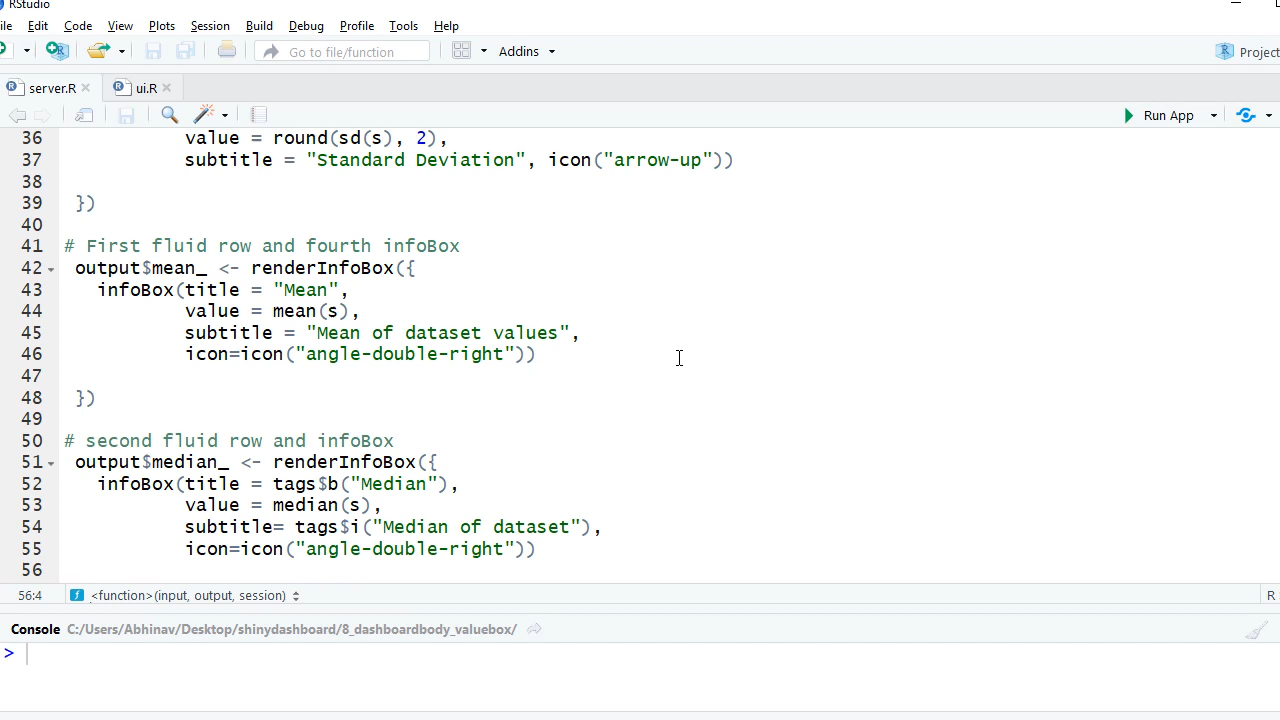 RStudio
ile Edit Code View Plots Session Build Debug Profile Tools Help
Go to file/function Addins Project
server.R ui.R
Run App
36 value = round(sd(s), 2),
37 subtitle = "Standard Deviation", icon("arrow-up"))
38
39 })
40
41 # First fluid row and fourth infoBox
42 output$mean_ <- renderInfoBox({
43 infoBox(title = "Mean",
44 value = mean(s),
45 subtitle = "Mean of dataset values",
46 icon=icon("angle-double-right"))
47
48 })
49
50 # second fluid row and infoBox
51 output$median_ <- renderInfoBox({
52 infoBox(title = tags$b("Median"),
53 value = median(s),
54 subtitle= tags$i("Median of dataset"),
55 icon=icon("angle-double-right"))
56
56:4 <function>(input, output, session) R
Console C:/Users/Abhinav/Desktop/shinydashboard/8_dashboardbody_valuebox/
>